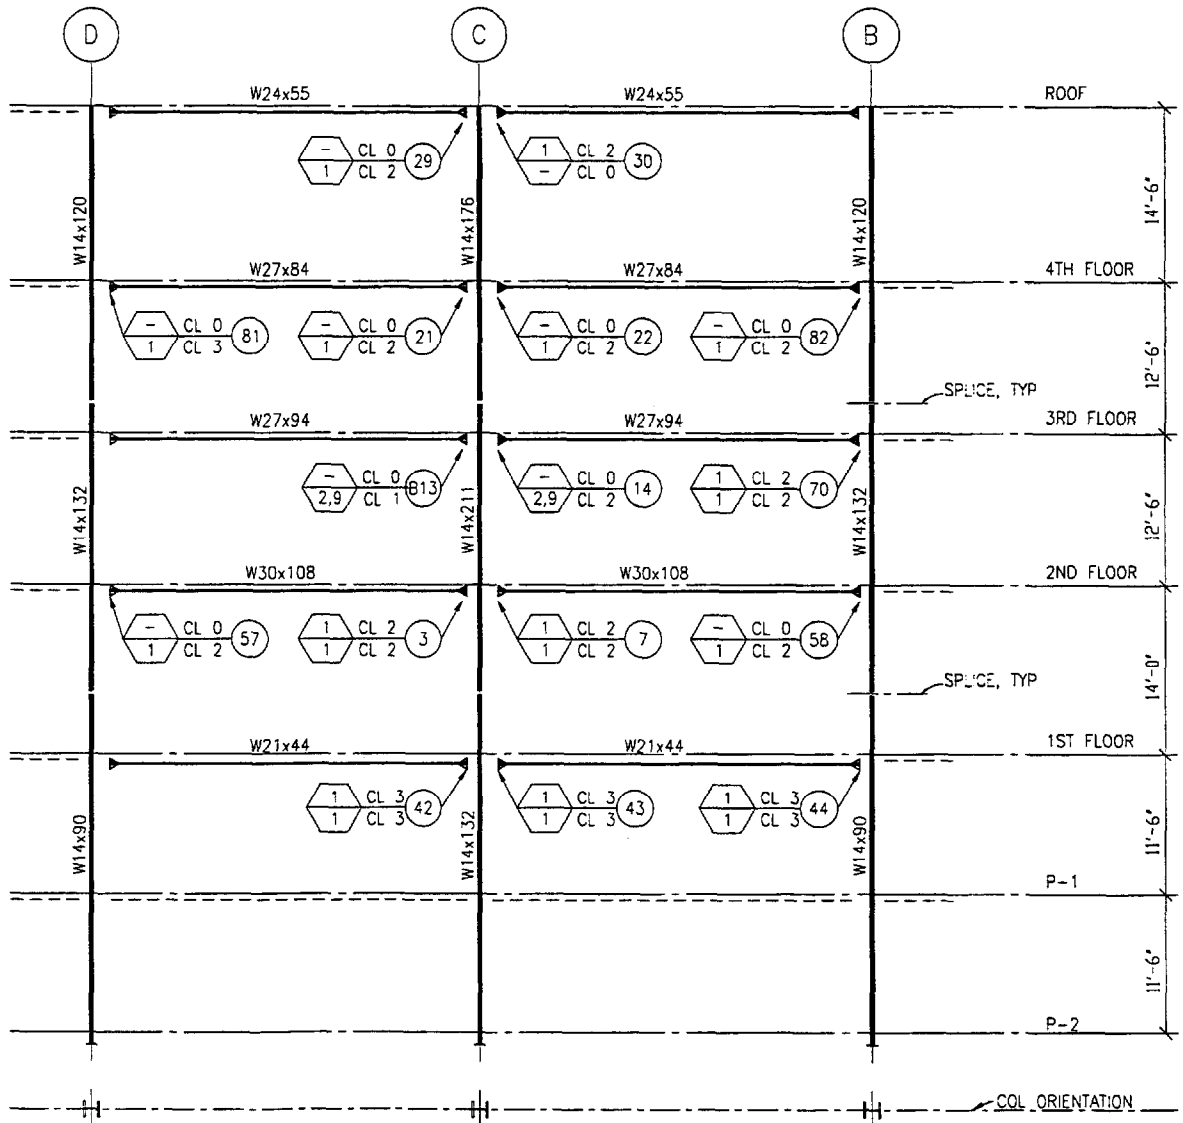 D C B
W24x55 W24x55 ROOF
- CL 0 29
1 CL 2
1 CL 2 30
- CL 0
W14x120 W14x176 W14x120 14'-6"
W27x84 W27x84 4TH FLOOR
- CL 0 81
1 CL 3
- CL 0 21
1 CL 2
- CL 0 22
1 CL 2
- CL 0 82
1 CL 2
12'-6"
SPLICE, TYP
W27x94 W27x94 3RD FLOOR
- CL 0 B13
2,9 CL 1
- CL 0 14
2,9 CL 2
1 CL 2 70
1 CL 2
W14x132 W14x211 W14x132 12'-6"
W30x108 W30x108 2ND FLOOR
- CL 0 57
1 CL 2
1 CL 2 3
1 CL 2
1 CL 2 7
1 CL 2
- CL 0 58
1 CL 2
14'-0"
SPLICE, TYP
W21x44 W21x44 1ST FLOOR
1 CL 3 42
1 CL 3
1 CL 3 43
1 CL 3
1 CL 3 44
1 CL 3
W14x90 W14x132 W14x90 11'-6"
P-1
11'-6"
P-2
COL ORIENTATION